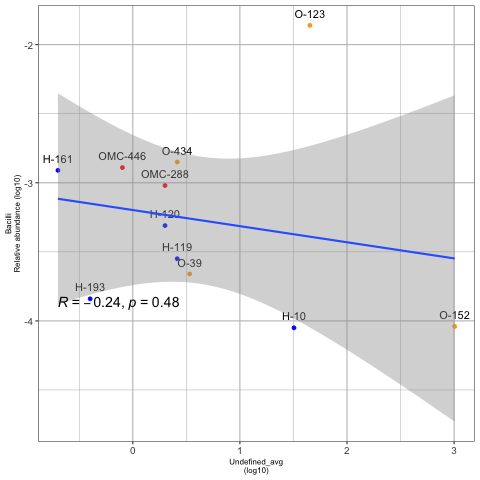 O-123
-2
O-434
OMC-446
H-161
OMC-288
-3
H-120
H-119
O-39
H-193
R = −0.24, p = 0.48
H-10
O-152
-4
Bacilli
Relative abundance (log10)
0
1
2
3
Undefined_avg
(log10)